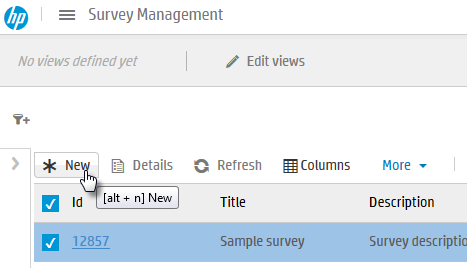 hp Survey Management
No views defined yet Edit views
New Details Refresh Columns More
Id [alt + n] New Title Description
12857 Sample survey Survey description